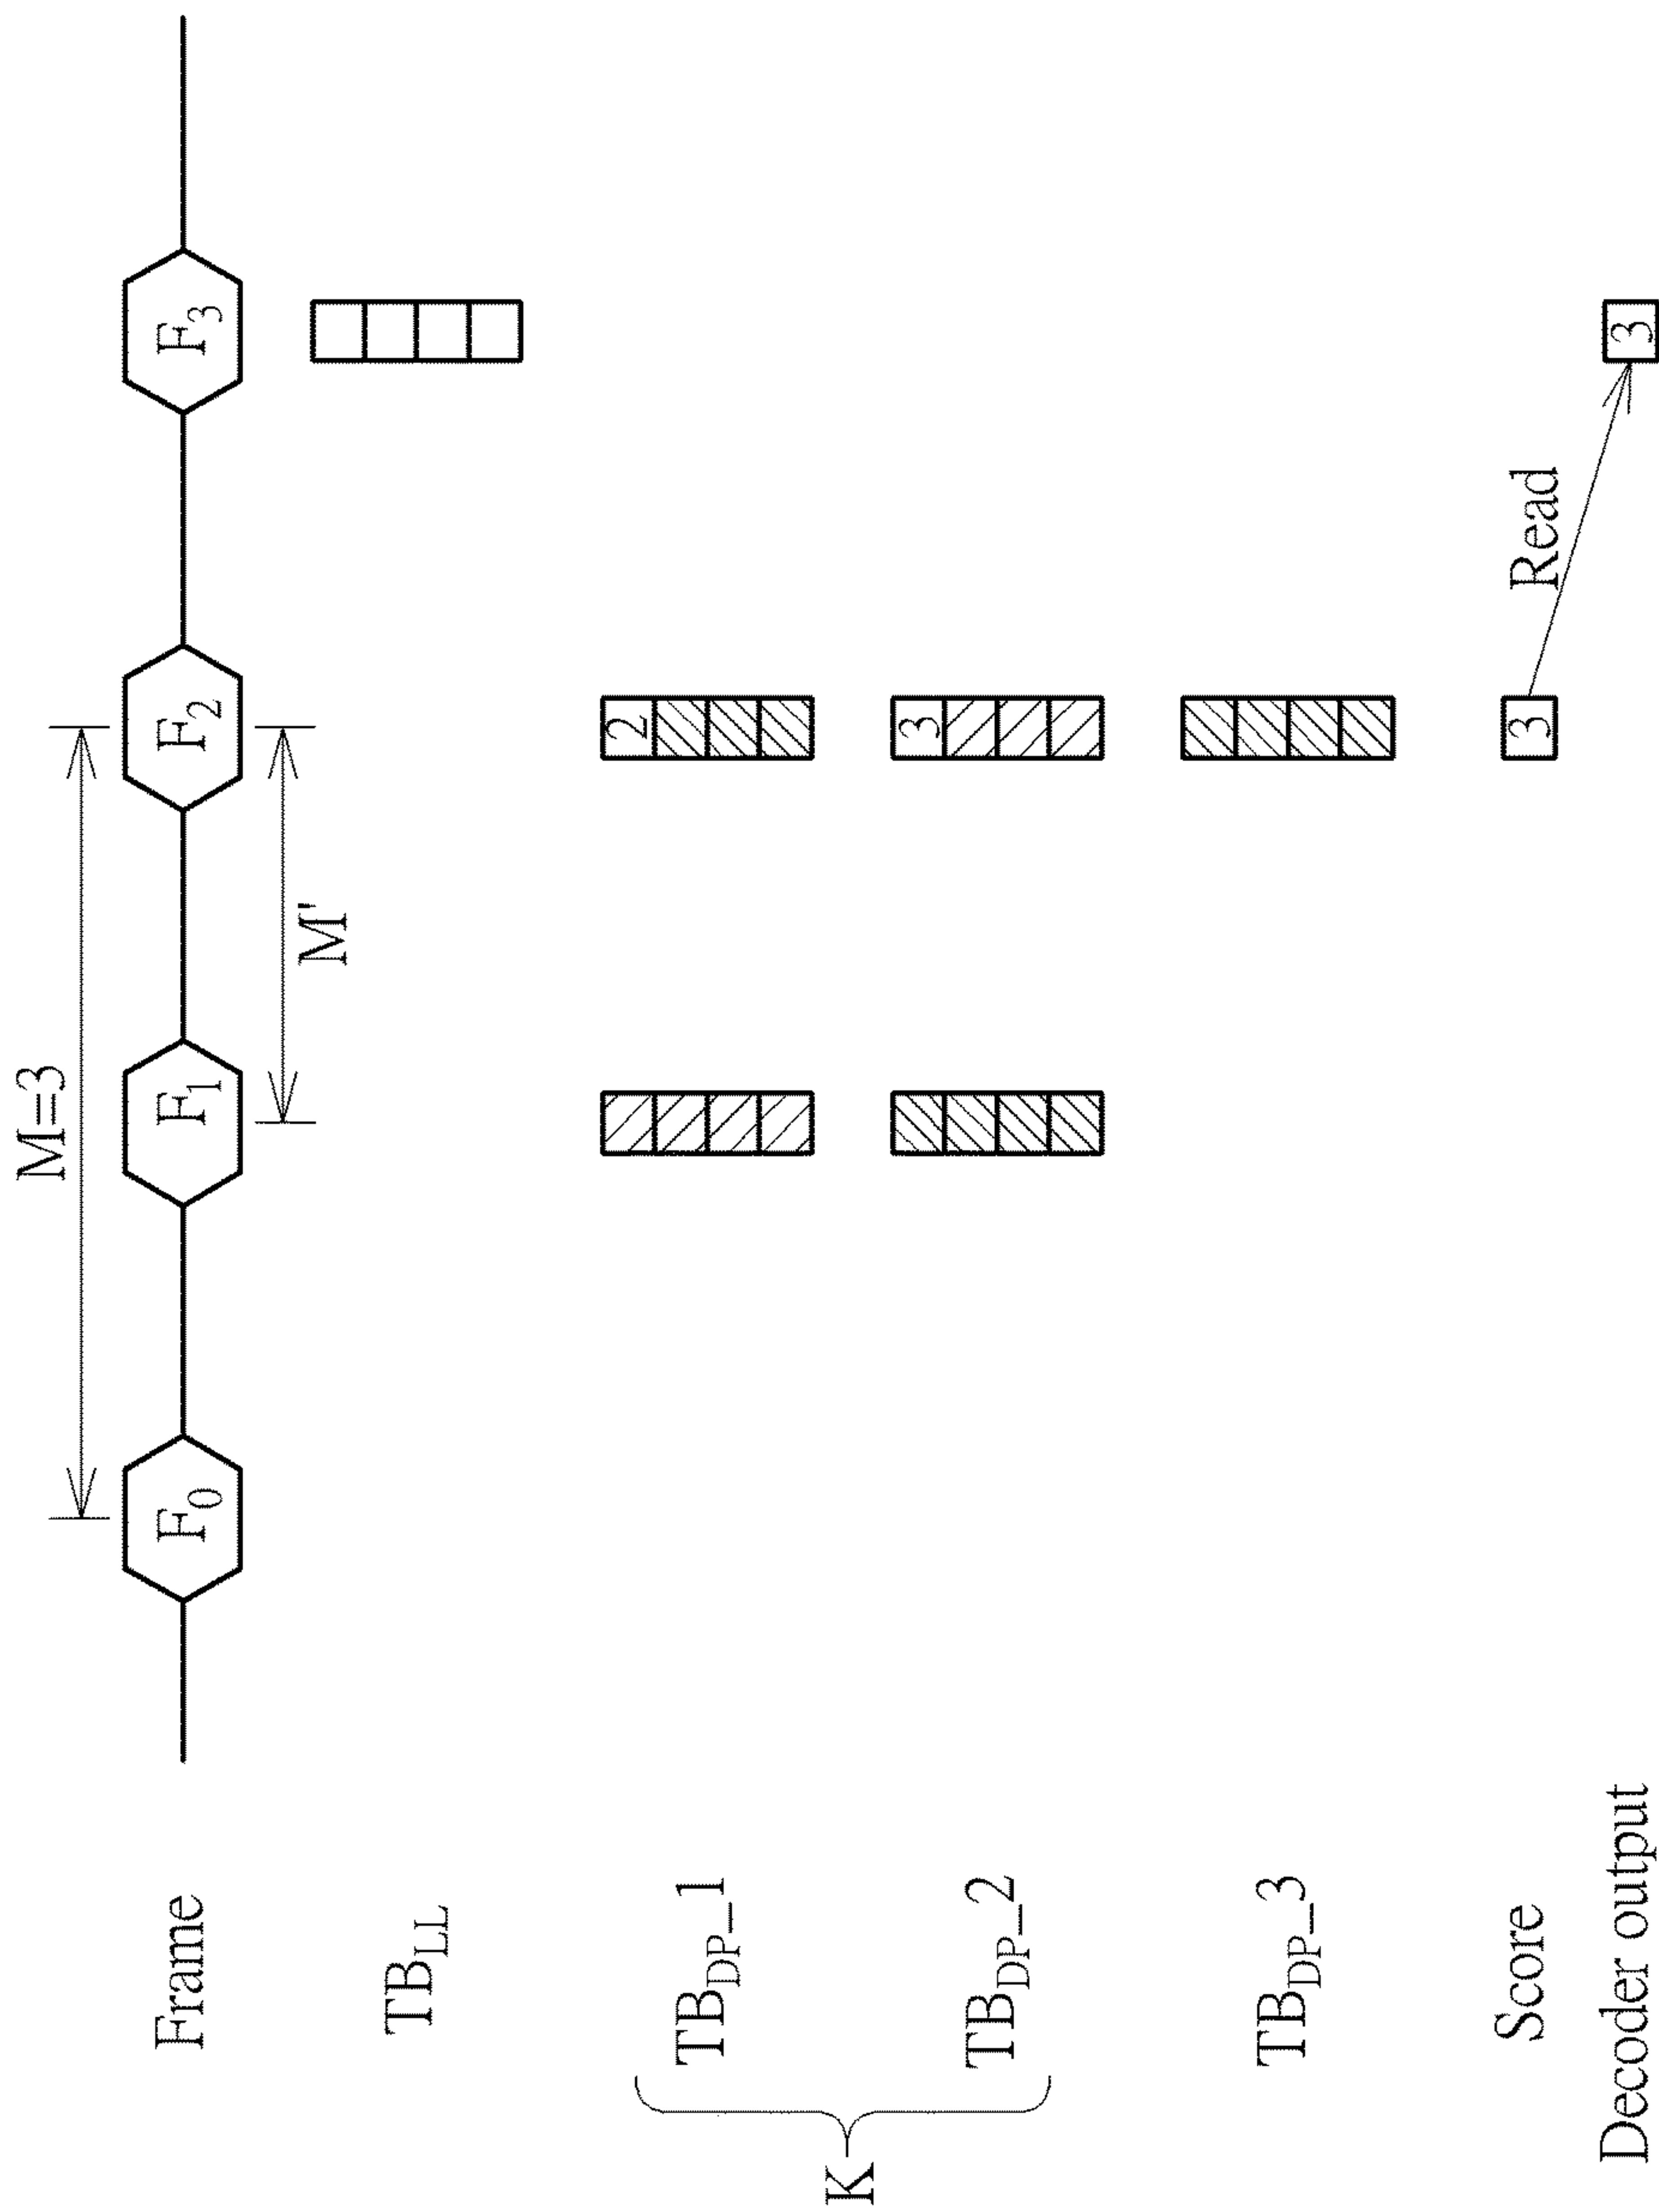 M=3
Frame F₀ F₁ F₂ F₃
M'
TB_LL
K
TB_DP_1 2
TB_DP_2 3
TB_DP_3
Score 3 Read
Decoder output 3